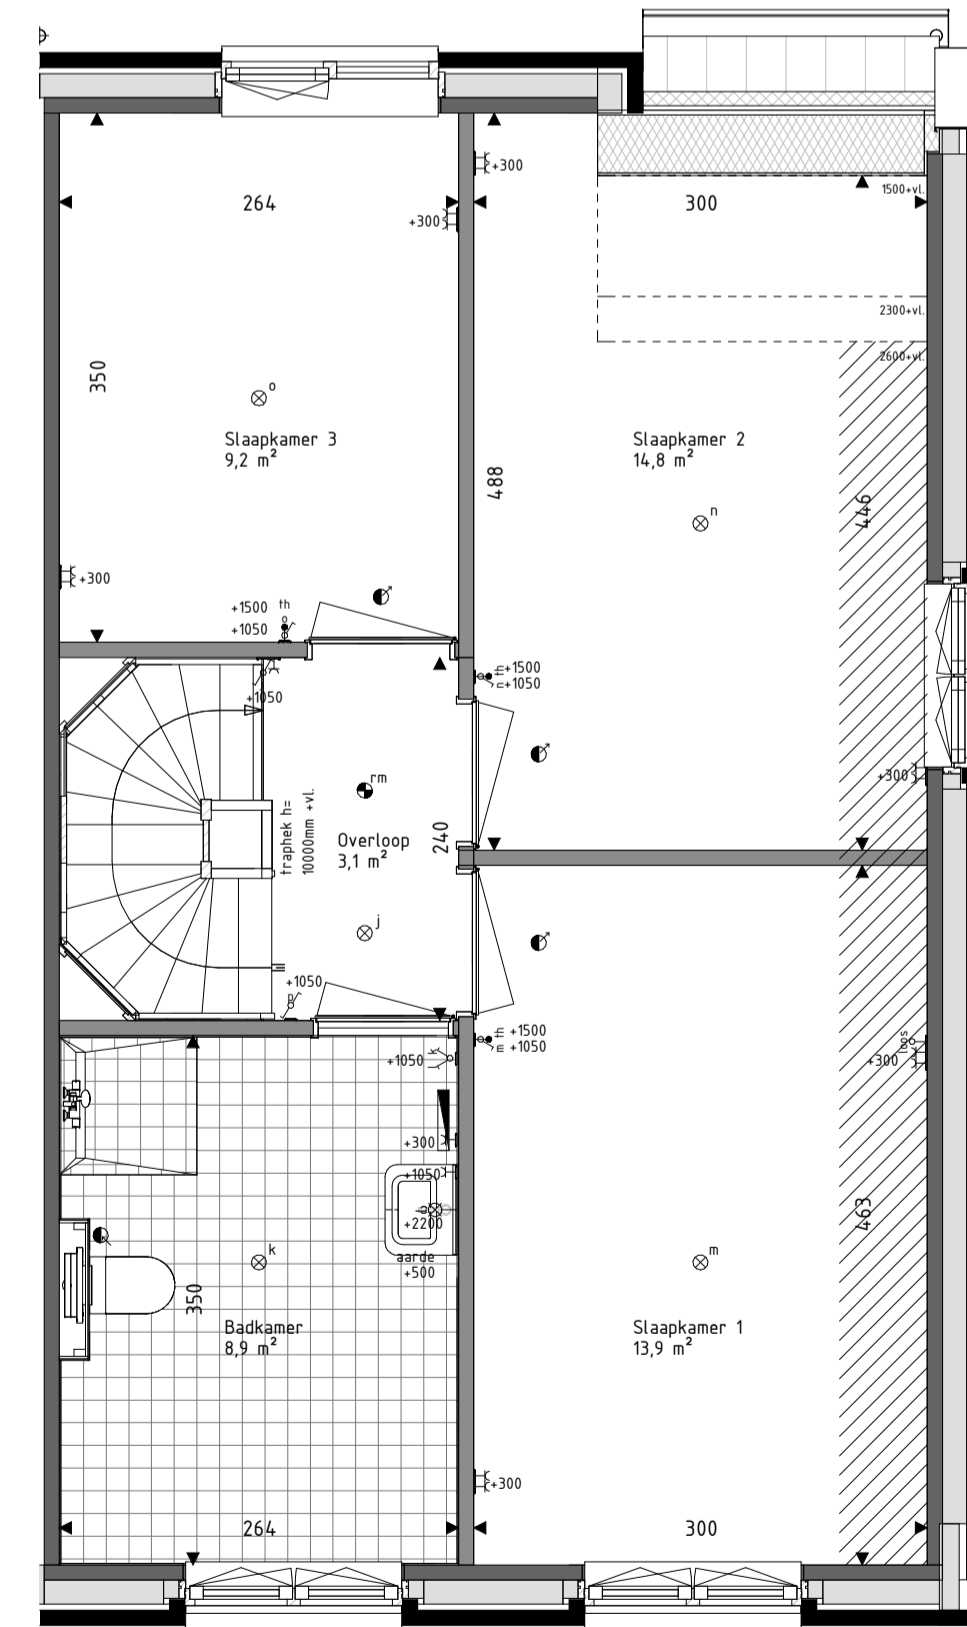 +300
1500+vl.
264
+300
300
2300+vl.
2600+vl.
350
o
Slaapkamer 3
9,2 m²
Slaapkamer 2
14,8 m²
488
446
n
+300
+1500 th
o
+1050
+1050
th +1500
n +1050
rm
traphek h=
10000mm +vl.
240
+300
Overloop
3,1 m²
j
+1050
p
th +1500
m +1050
k
l
+1050
loos
+300
+300
+1050
+2200
aarde
+500
463
k
m
350
Badkamer
8,9 m²
Slaapkamer 1
13,9 m²
+300
264
300